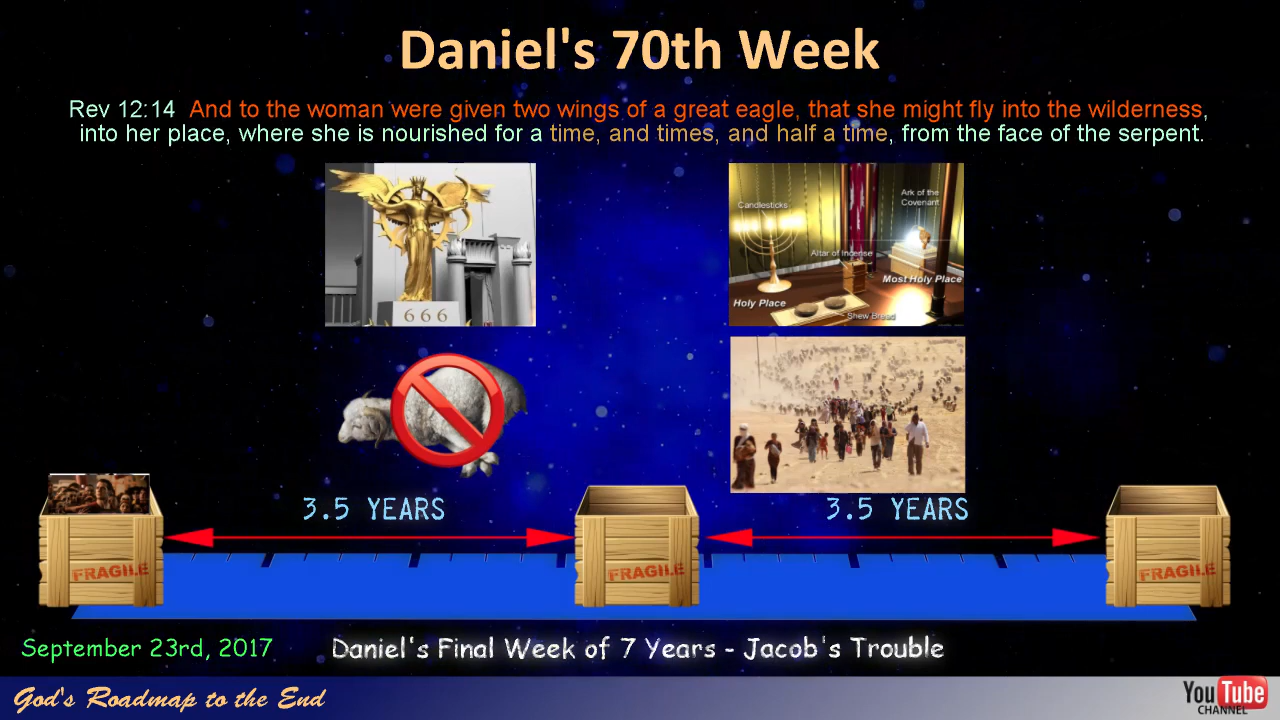 Daniel's 70th Week
Rev 12:14 And to the woman were given two wings of a great eagle, that she might fly into the wilderness,
into her place, where she is nourished for a time, and times, and half a time, from the face of the serpent.
666
Candlesticks
Ark of the
Covenant
Altar of Incense
Most Holy Place
Holy Place
Shew Bread
3.5 YEARS
3.5 YEARS
FRAGILE
FRAGILE
FRAGILE
September 23rd, 2017
Daniel's Final Week of 7 Years - Jacob's Trouble
God's Roadmap to the End
YouTube
CHANNEL